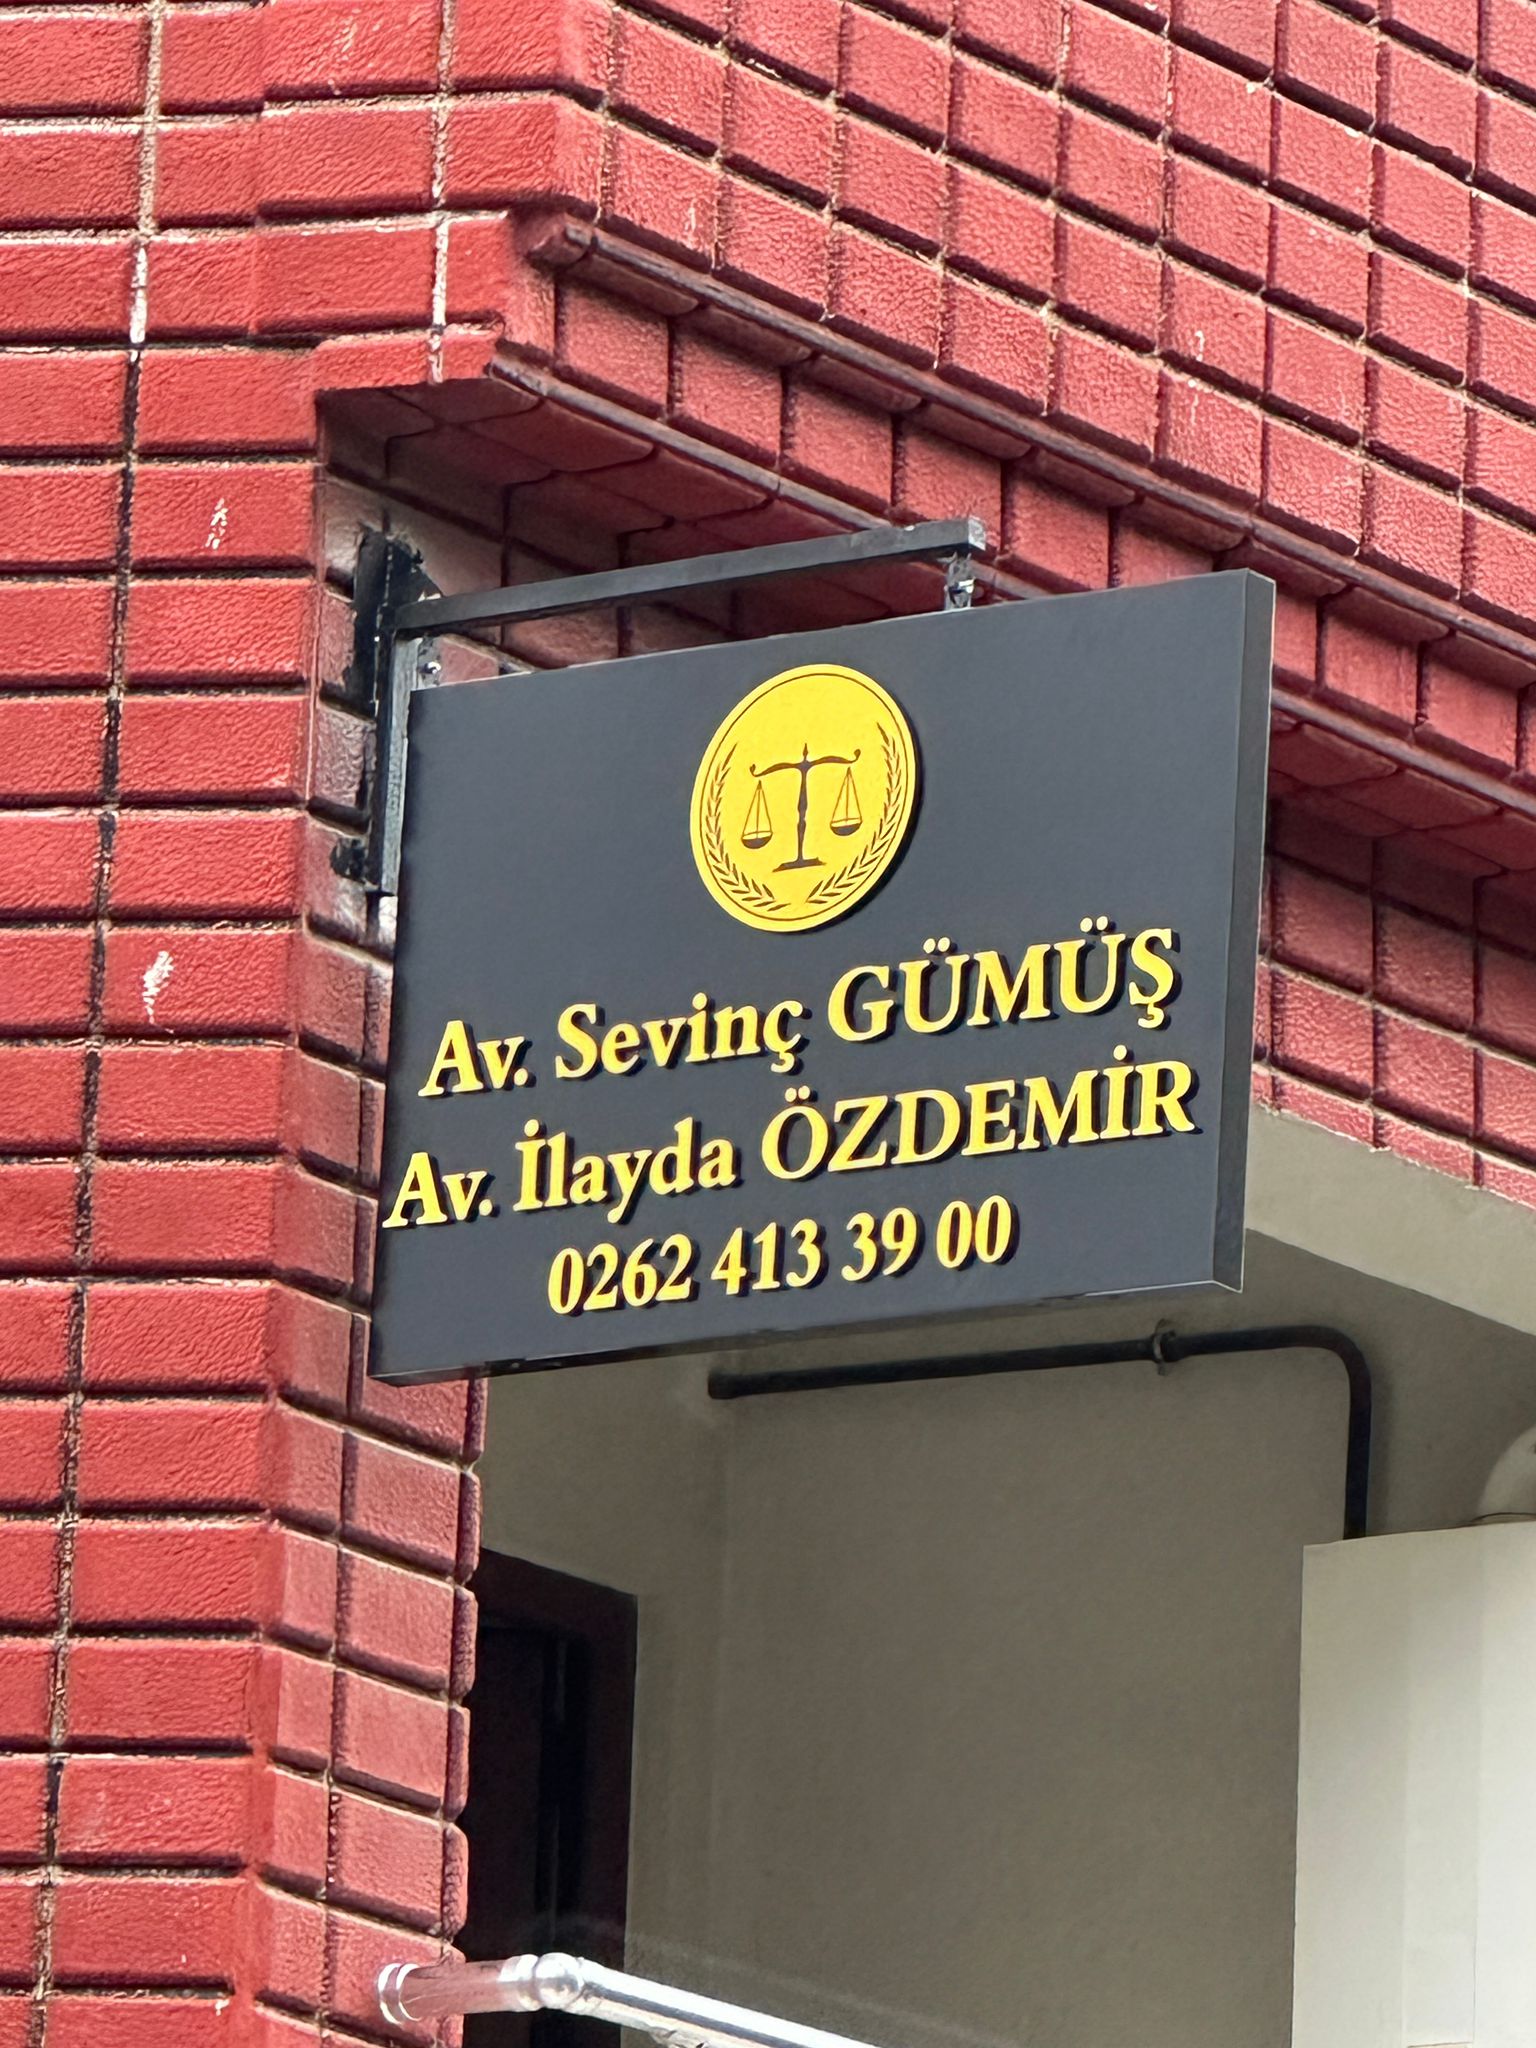 Av. Sevinç GÜMÜŞ
Av. İlayda ÖZDEMİR
0262 413 39 00